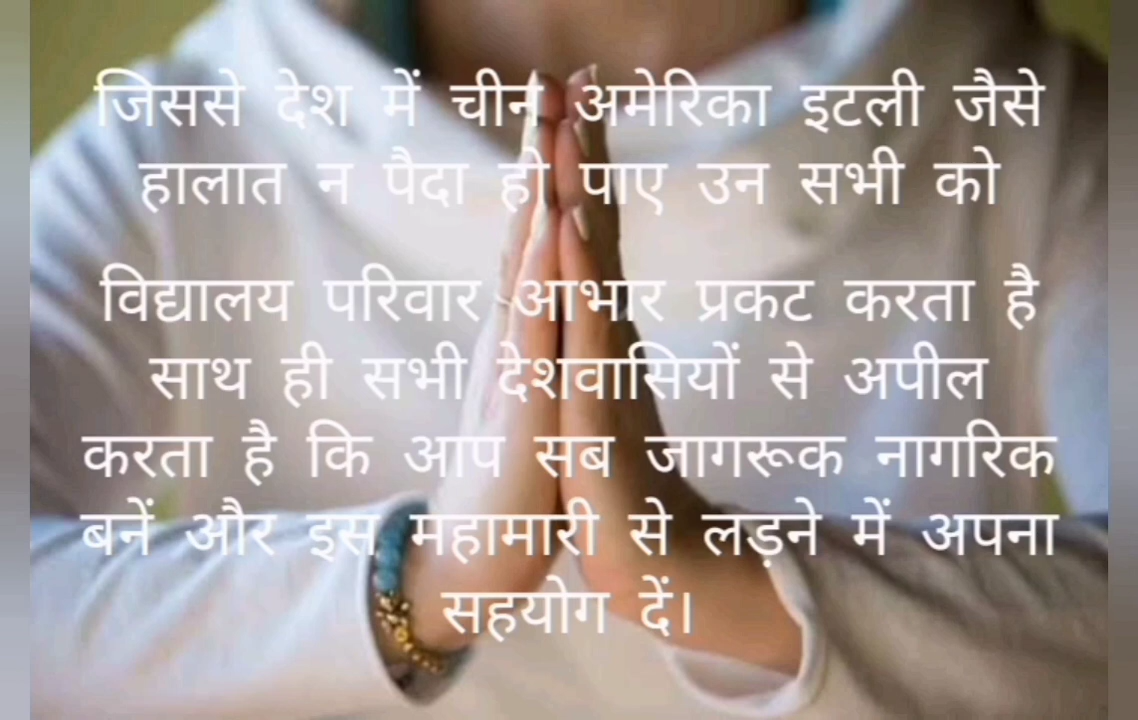 जिससे देश में चीन अमेरिका इटली जैसे
हालात न पैदा हो पाए उन सभी को
विद्यालय परिवार आभार प्रकट करता है
साथ ही सभी देशवासियों से अपील
करता है कि आप सब जागरूक नागरिक
बनें और इस महामारी से लड़ने में अपना
सहयोग दें।